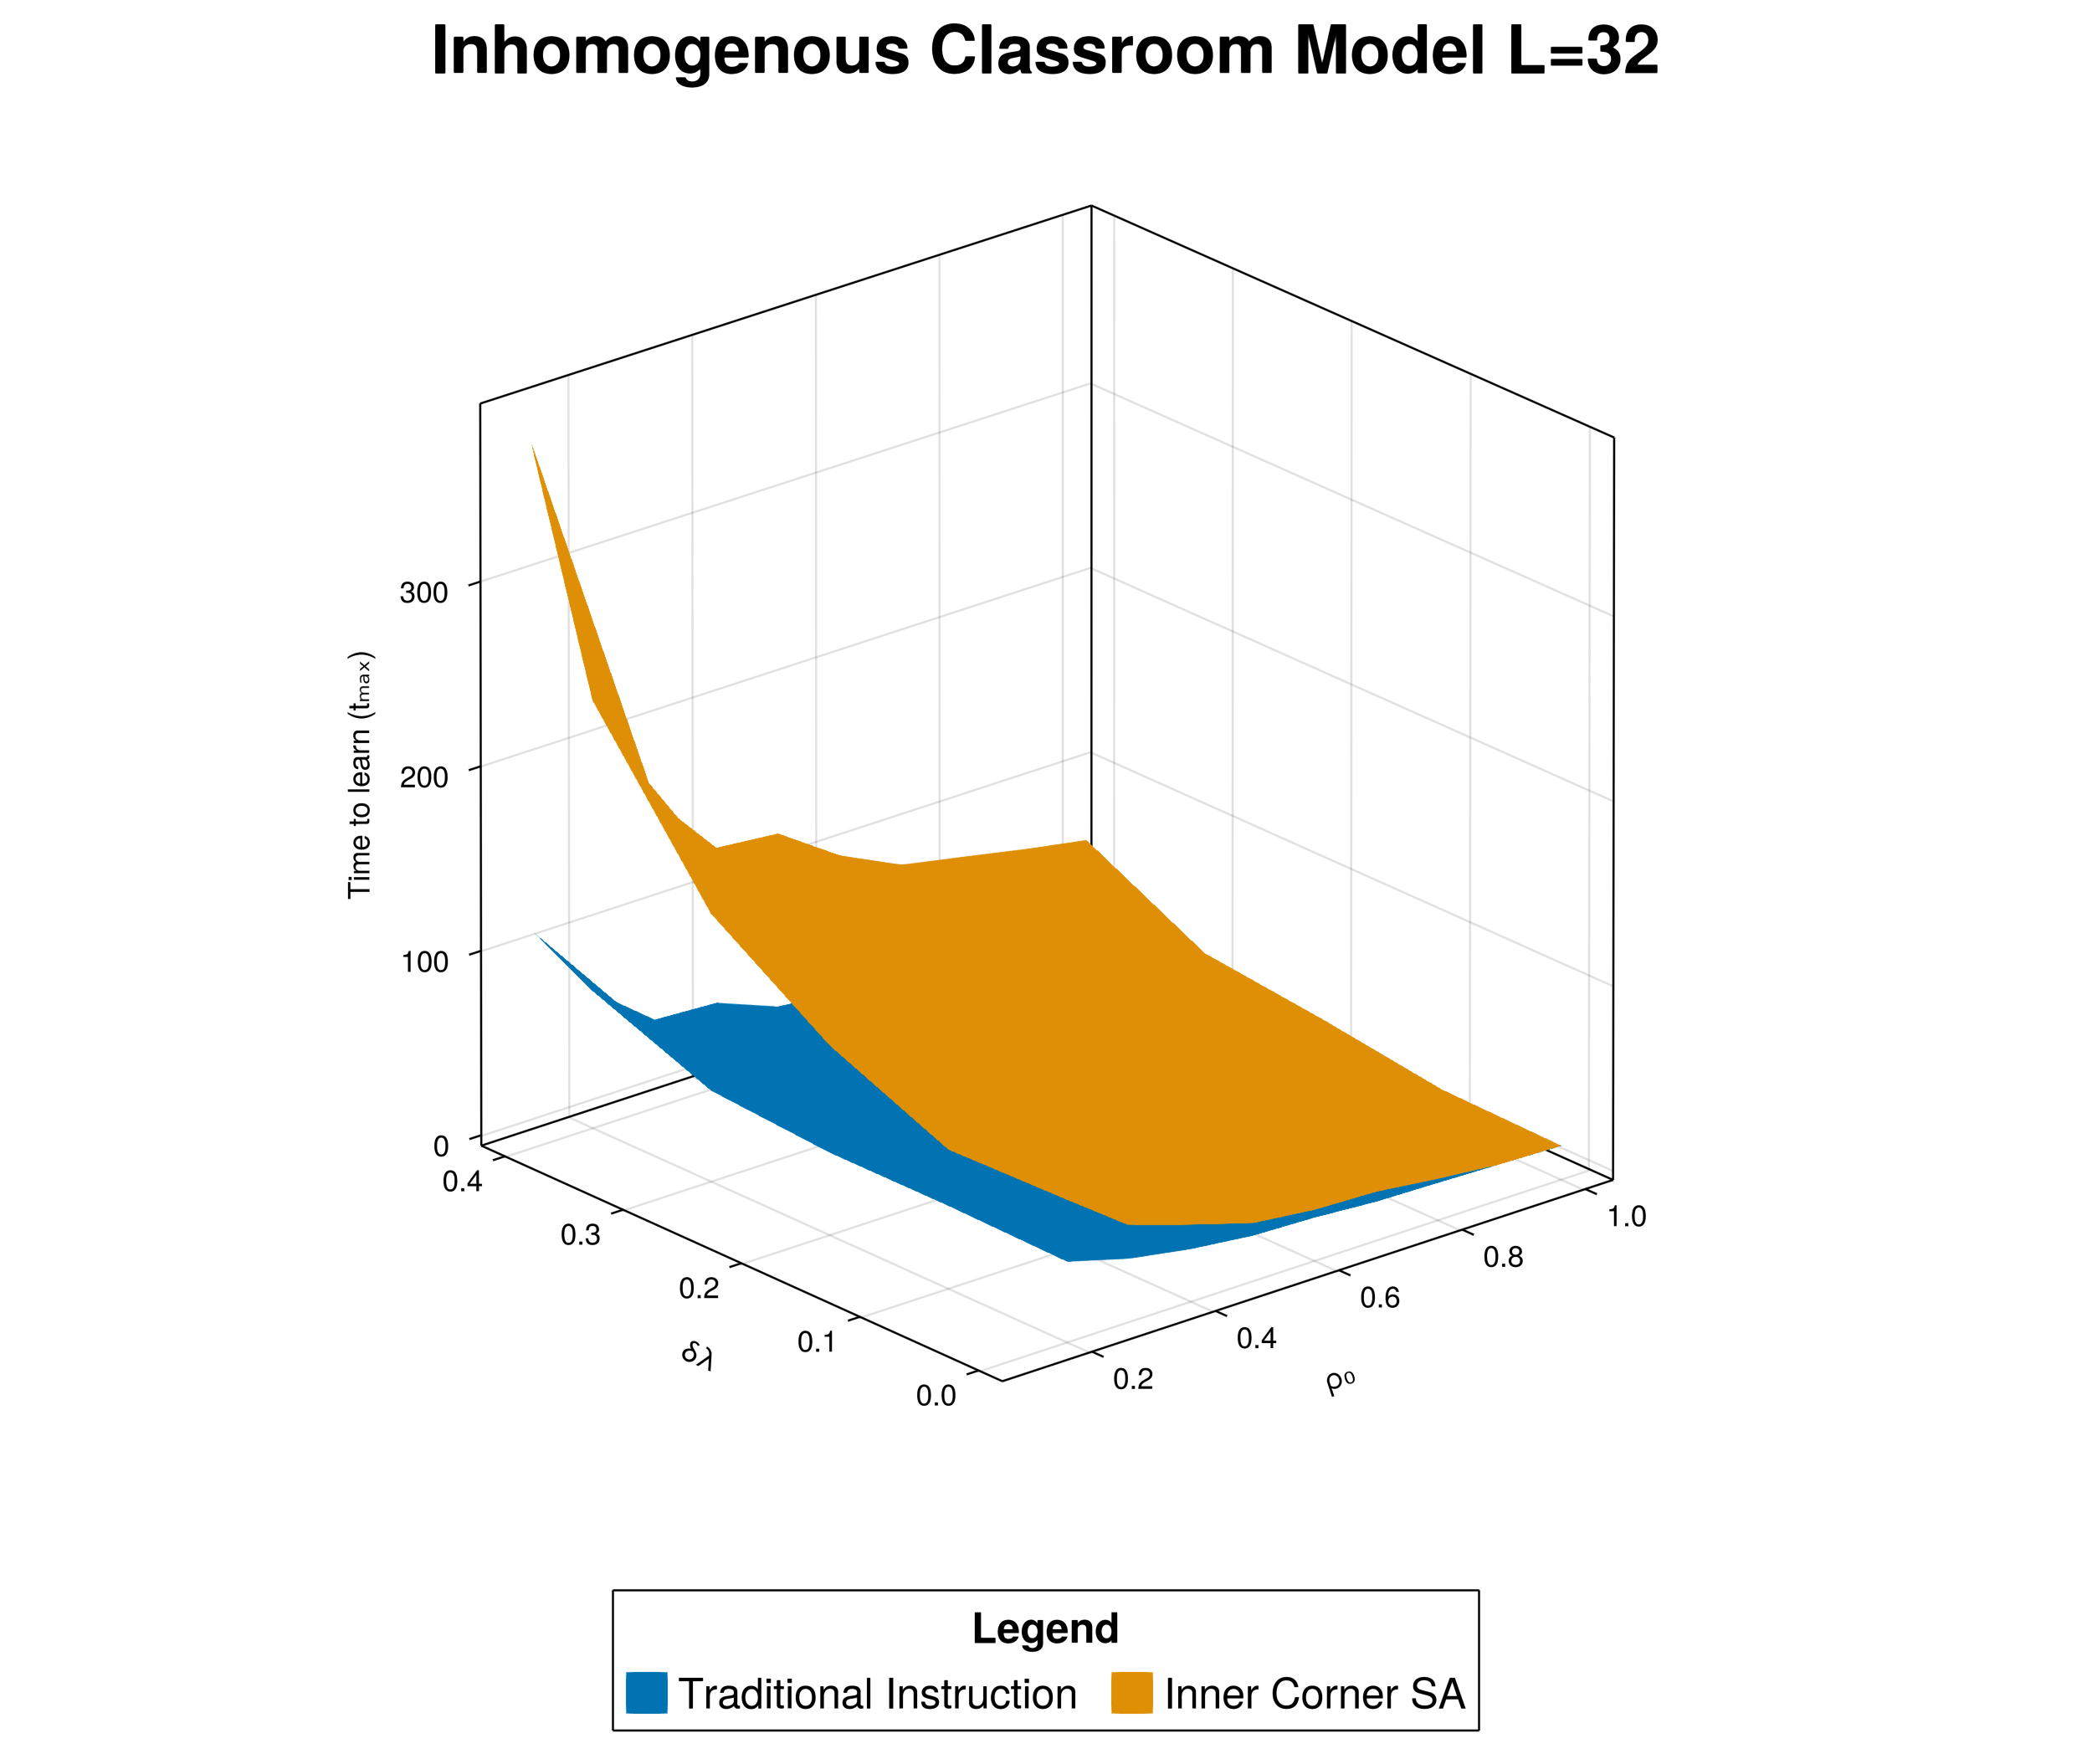 Inhomogenous Classroom Model L=32
Time to learn (tₘₐₓ)
300
200
100
0
0.4
0.3
0.2
0.1
0.0
δλ
0.2
0.4
0.6
0.8
1.0
ρ⁰
Legend
Traditional Instruction
Inner Corner SA